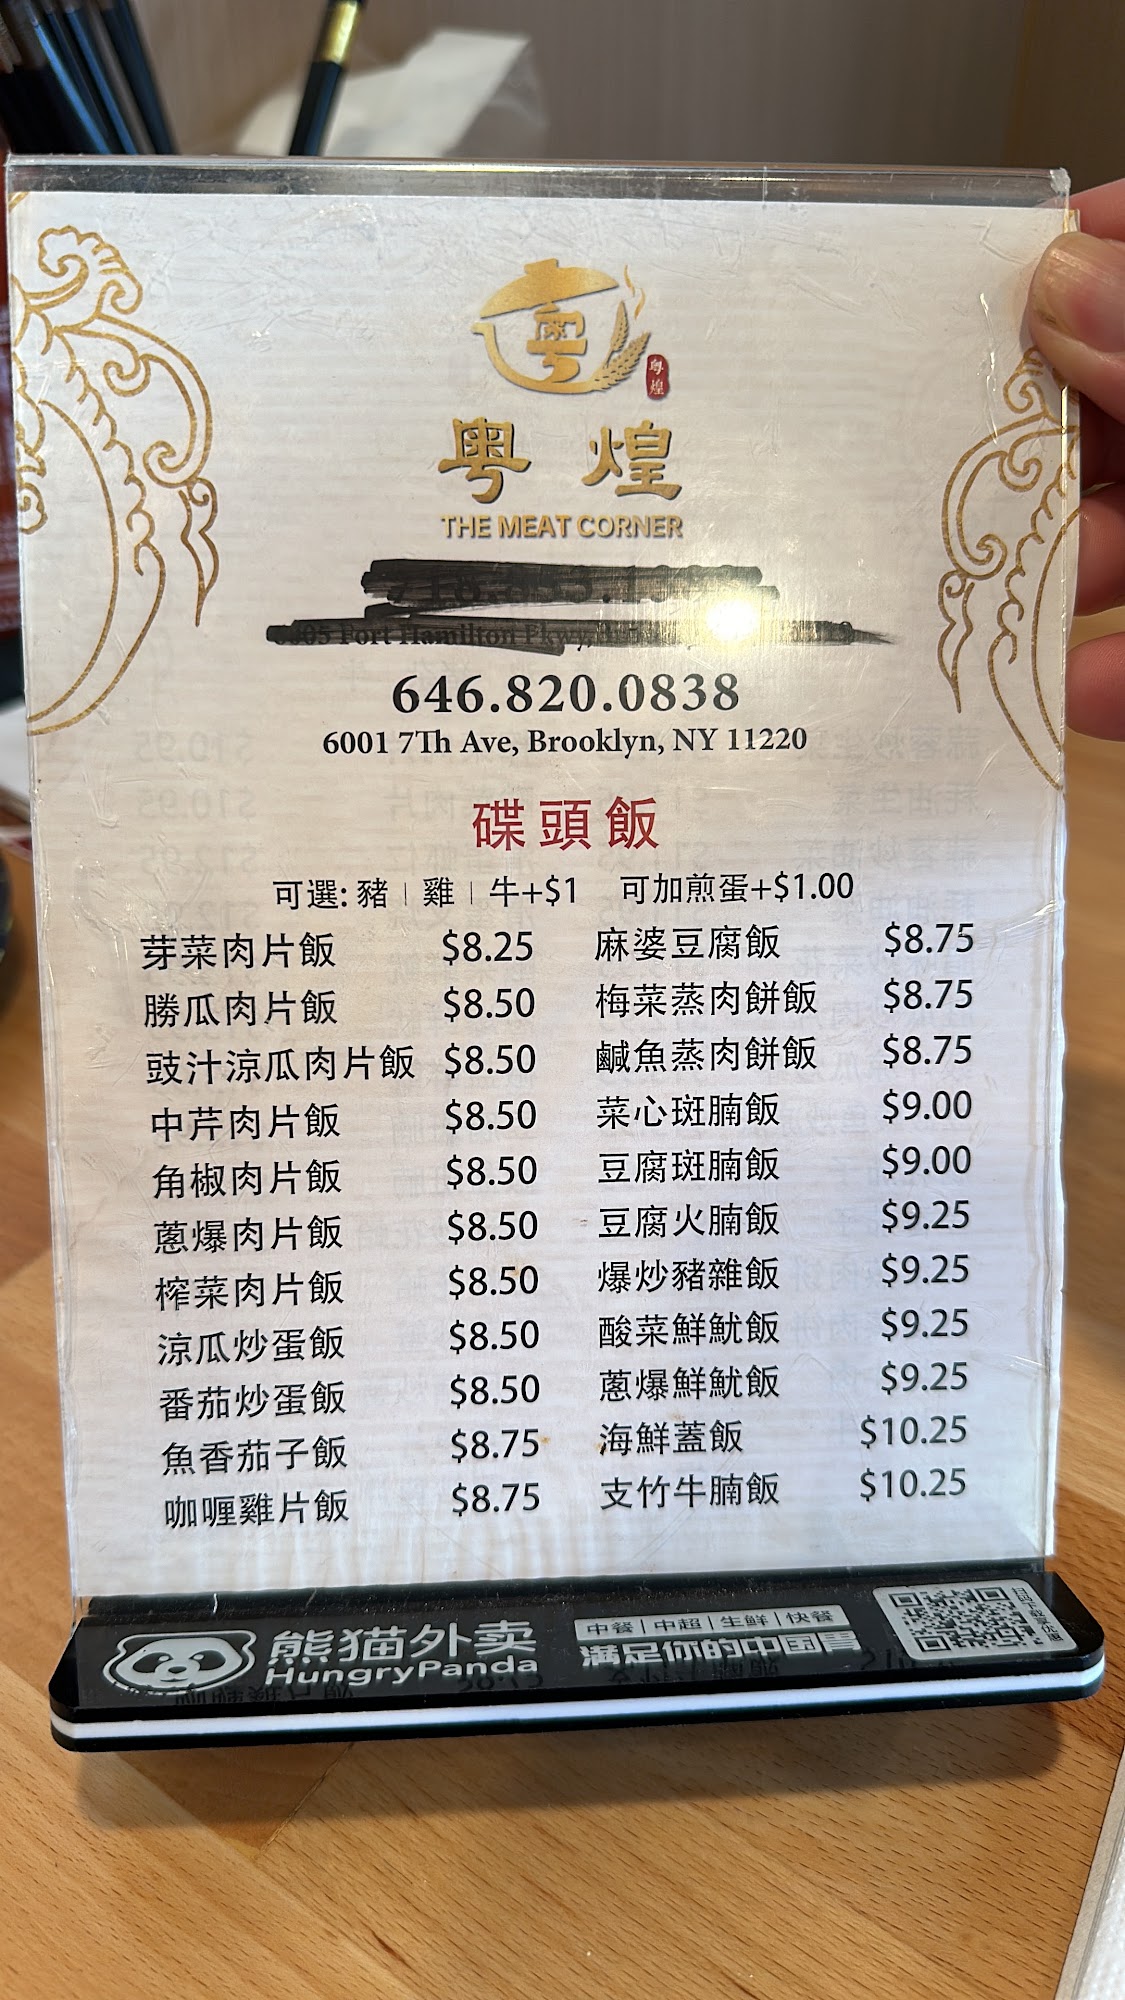 粤
粤煌
粤煌
THE MEAT CORNER
646.820.0838
6001 7Th Ave, Brooklyn, NY 11220
碟頭飯
可選: 豬 | 雞 | 牛+$1 可加煎蛋+$1.00
芽菜肉片飯 $8.25 麻婆豆腐飯 $8.75
勝瓜肉片飯 $8.50 梅菜蒸肉餅飯 $8.75
豉汁涼瓜肉片飯 $8.50 鹹魚蒸肉餅飯 $8.75
中芹肉片飯 $8.50 菜心斑腩飯 $9.00
角椒肉片飯 $8.50 豆腐斑腩飯 $9.00
蔥爆肉片飯 $8.50 豆腐火腩飯 $9.25
榨菜肉片飯 $8.50 爆炒豬雜飯 $9.25
涼瓜炒蛋飯 $8.50 酸菜鮮魷飯 $9.25
番茄炒蛋飯 $8.50 蔥爆鮮魷飯 $9.25
魚香茄子飯 $8.75 海鮮蓋飯 $10.25
咖喱雞片飯 $8.75 支竹牛腩飯 $10.25
熊猫外卖 中餐 | 中超 | 生鲜 | 快餐
HungryPanda 满足你的中国胃